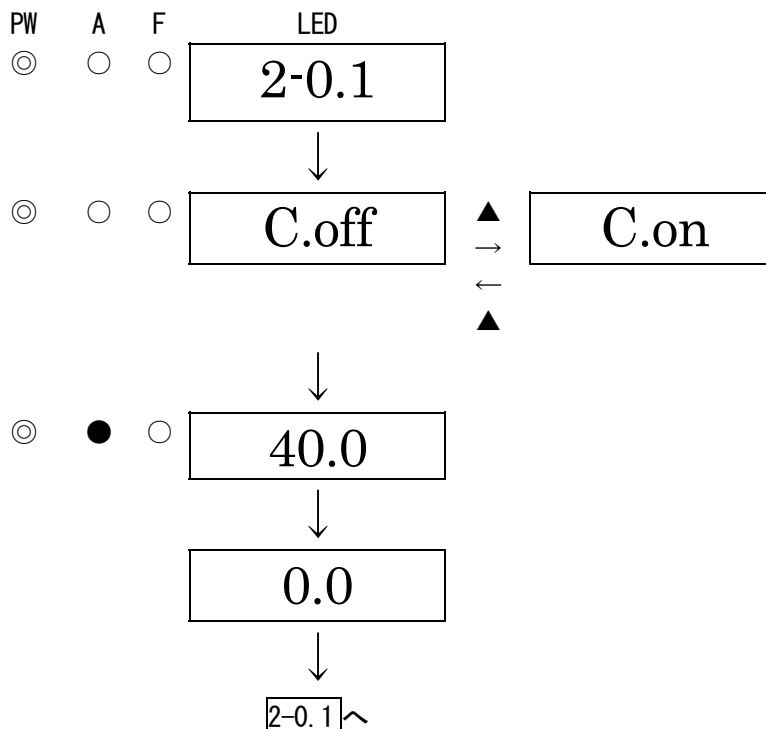 PW A F LED
◎ ○ ○ 2-0.1
↓
◎ ○ ○ C.off ▲ C.on
→
←
▲
↓
◎ ● ○ 40.0
↓
0.0
↓
2-0.1へ